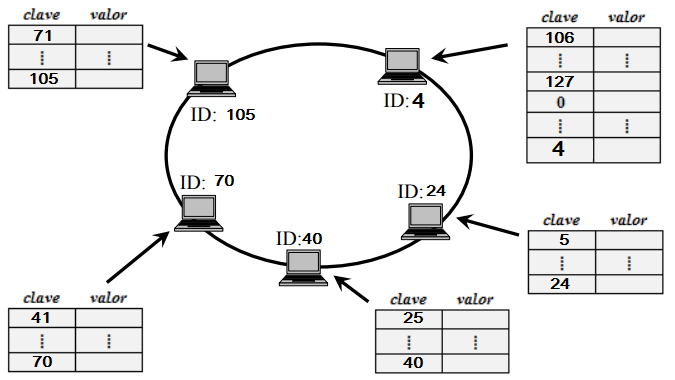 clave valor
71
⋮ ⋮
105
clave valor
106
⋮ ⋮
127
0
⋮ ⋮
4
ID: 105
ID: 4
ID: 70
ID: 24
ID: 40
clave valor
5
⋮ ⋮
24
clave valor
41
⋮ ⋮
70
clave valor
25
⋮ ⋮
40